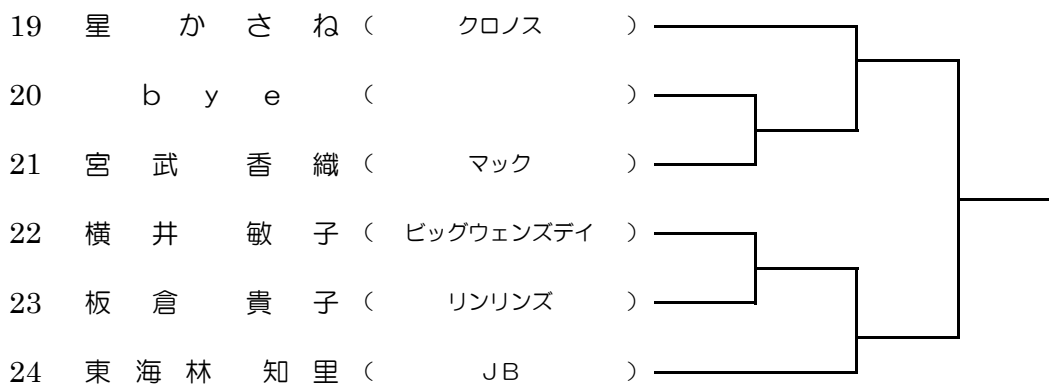 19 星 かさね ( クロノス )
20 bye ( )
21 宮武 香織 ( マック )
22 横井 敏子 ( ビッグウェンズデイ )
23 板倉 貴子 ( リンリンズ )
24 東海林 知里 ( JB )